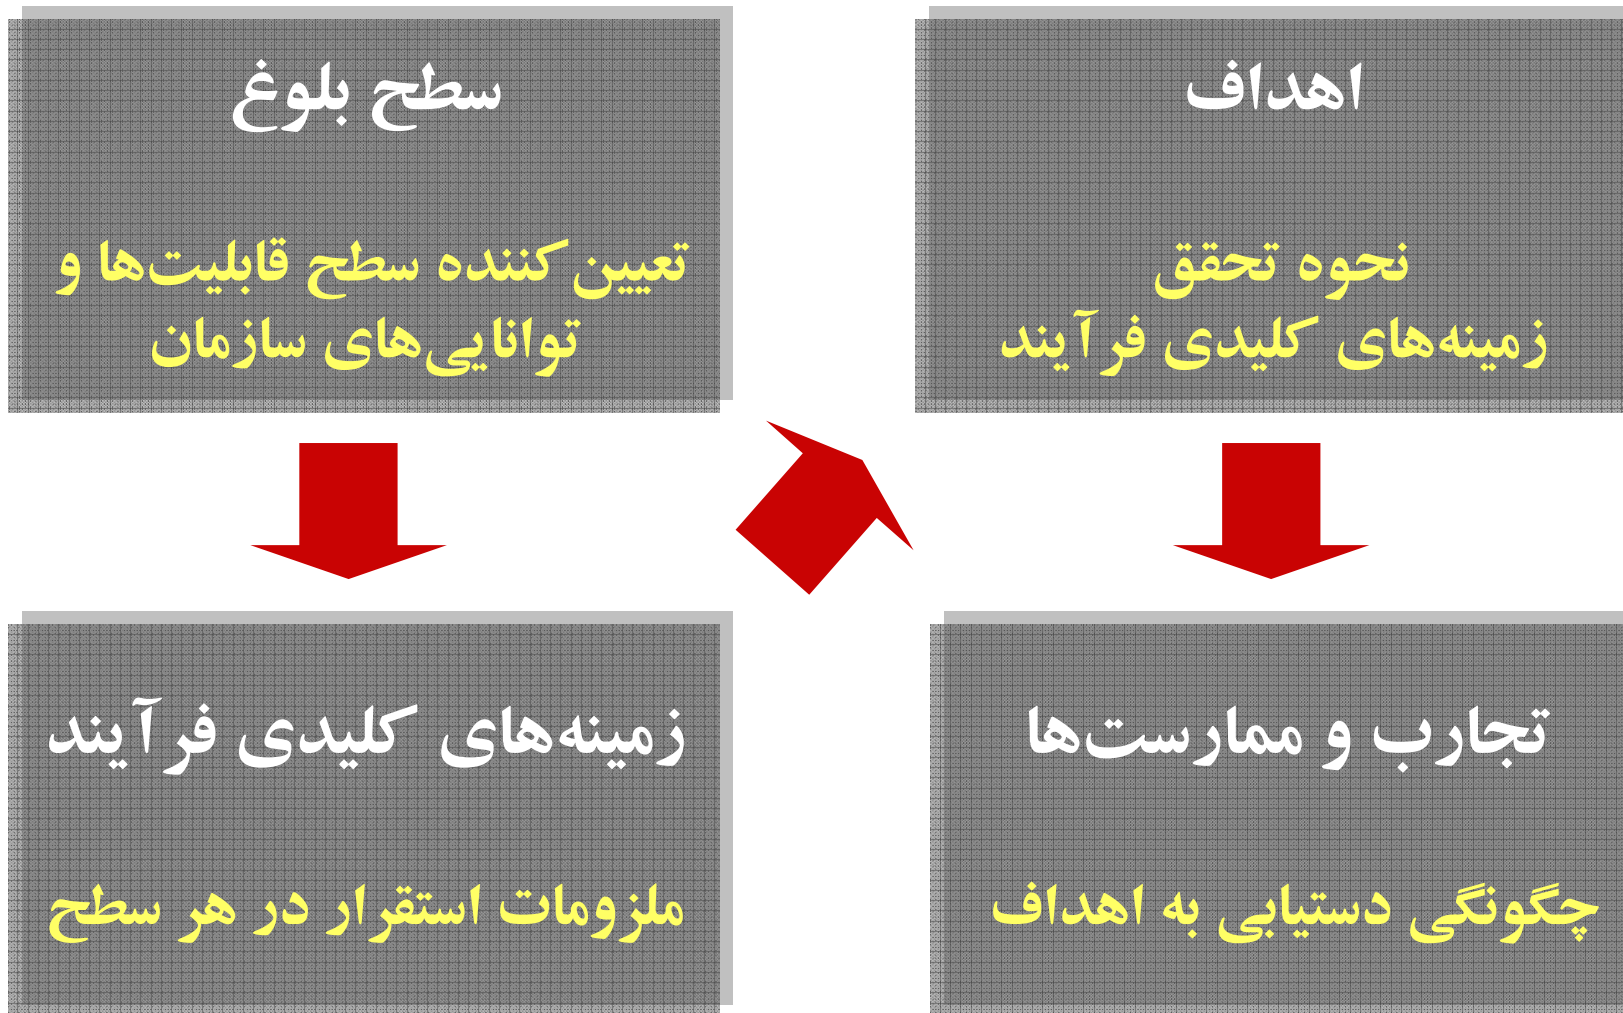 سطح بلوغ
تعیین کننده سطح قابلیت‌ها و
توانایی‌های سازمان
زمینه‌های کلیدی فرآیند
ملزومات استقرار در هر سطح
اهداف
نحوه تحقق
زمینه‌های کلیدی فرآیند
تجارب و ممارست‌ها
چگونگی دستیابی به اهداف